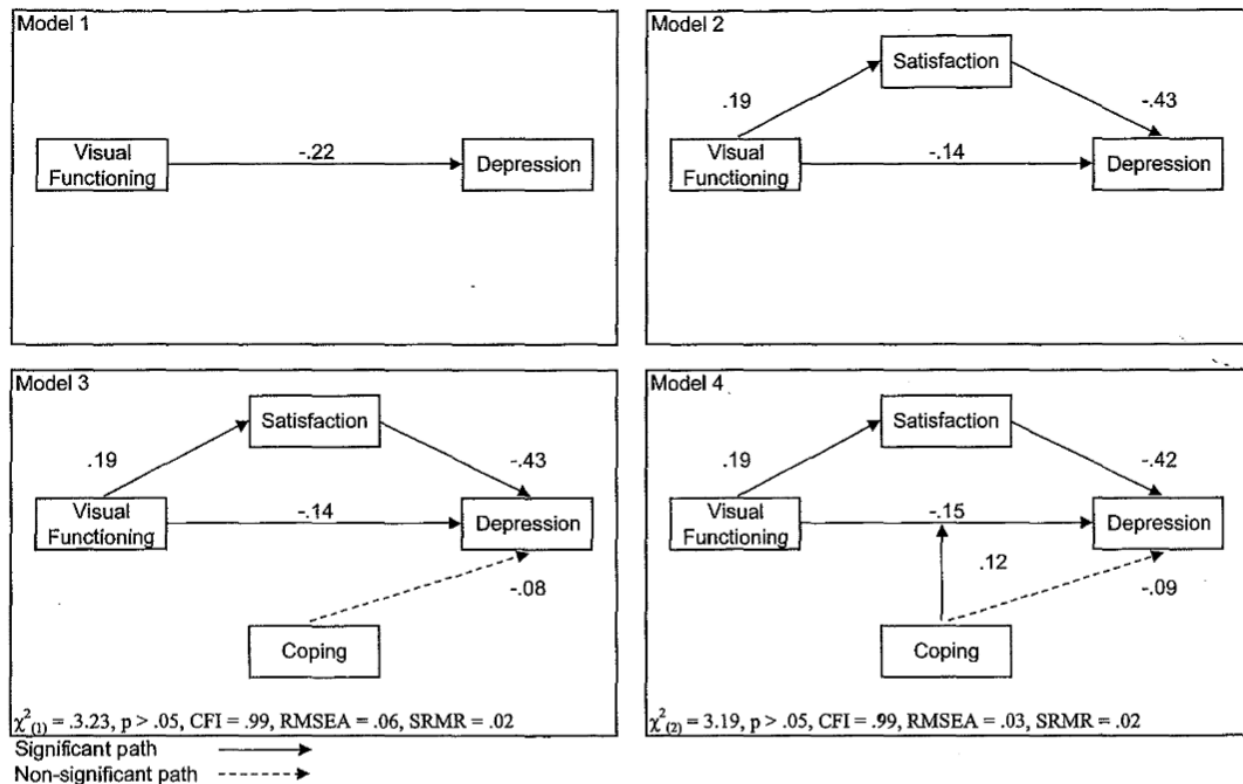 Model 1
Visual
Functioning
-.22
Depression
Model 2
Satisfaction
.19
-.43
Visual
Functioning
-.14
Depression
Model 3
Satisfaction
.19
-.43
Visual
Functioning
-.14
Depression
-.08
Coping
χ²(1) = .3.23, p > .05, CFI = .99, RMSEA = .06, SRMR = .02
Model 4
Satisfaction
.19
-.42
Visual
Functioning
-.15
Depression
.12
-.09
Coping
χ²(2) = 3.19, p > .05, CFI = .99, RMSEA = .03, SRMR = .02
Significant path
Non-significant path